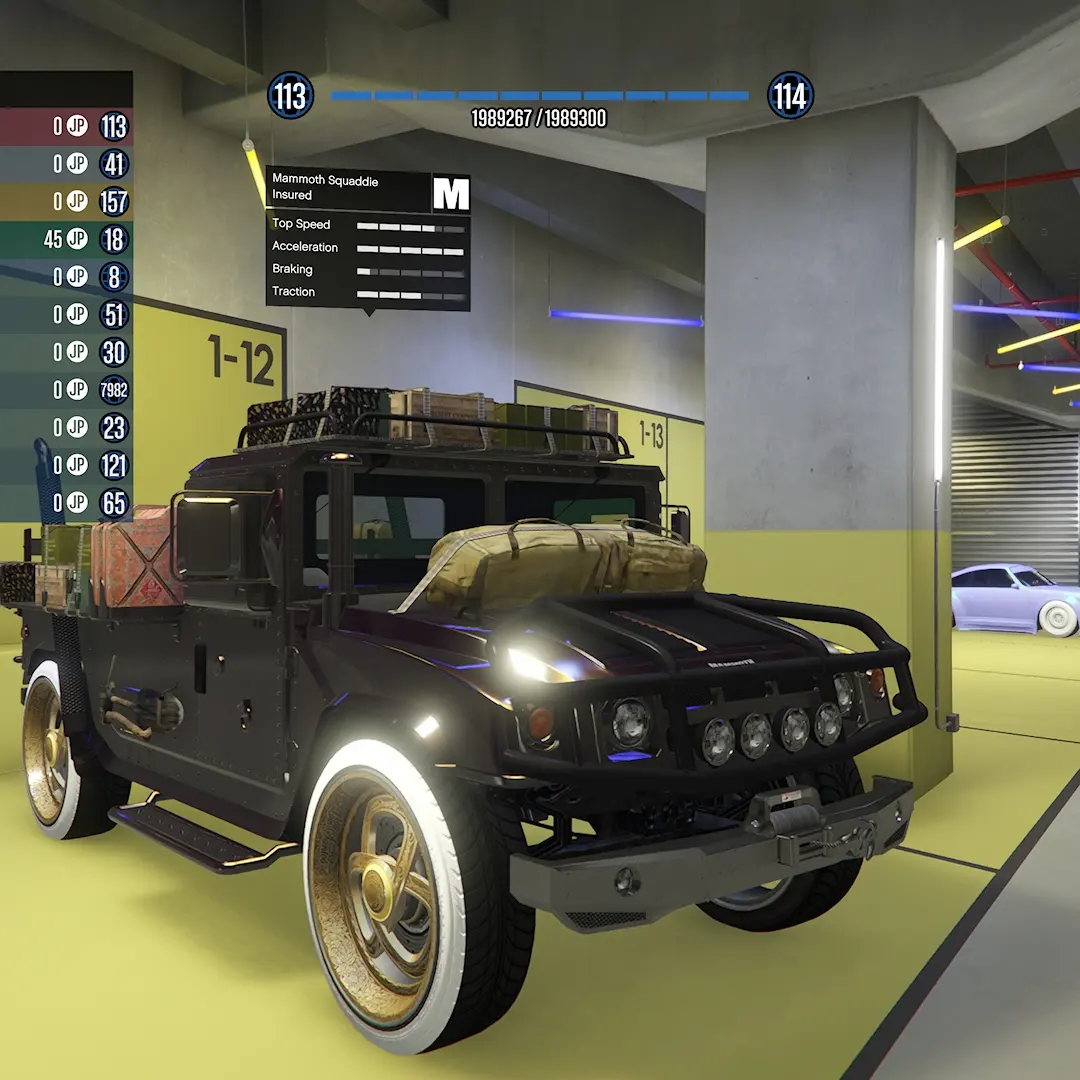 113
114
1989267 / 1989300
0 JP 113
0 JP 41
0 JP 157
45 JP 18
0 JP 8
0 JP 51
0 JP 30
0 JP 7982
0 JP 23
0 JP 121
0 JP 65
Mammoth Squaddie
Insured
M
Top Speed
Acceleration
Braking
Traction
1-12
1-13
MAMMOTH